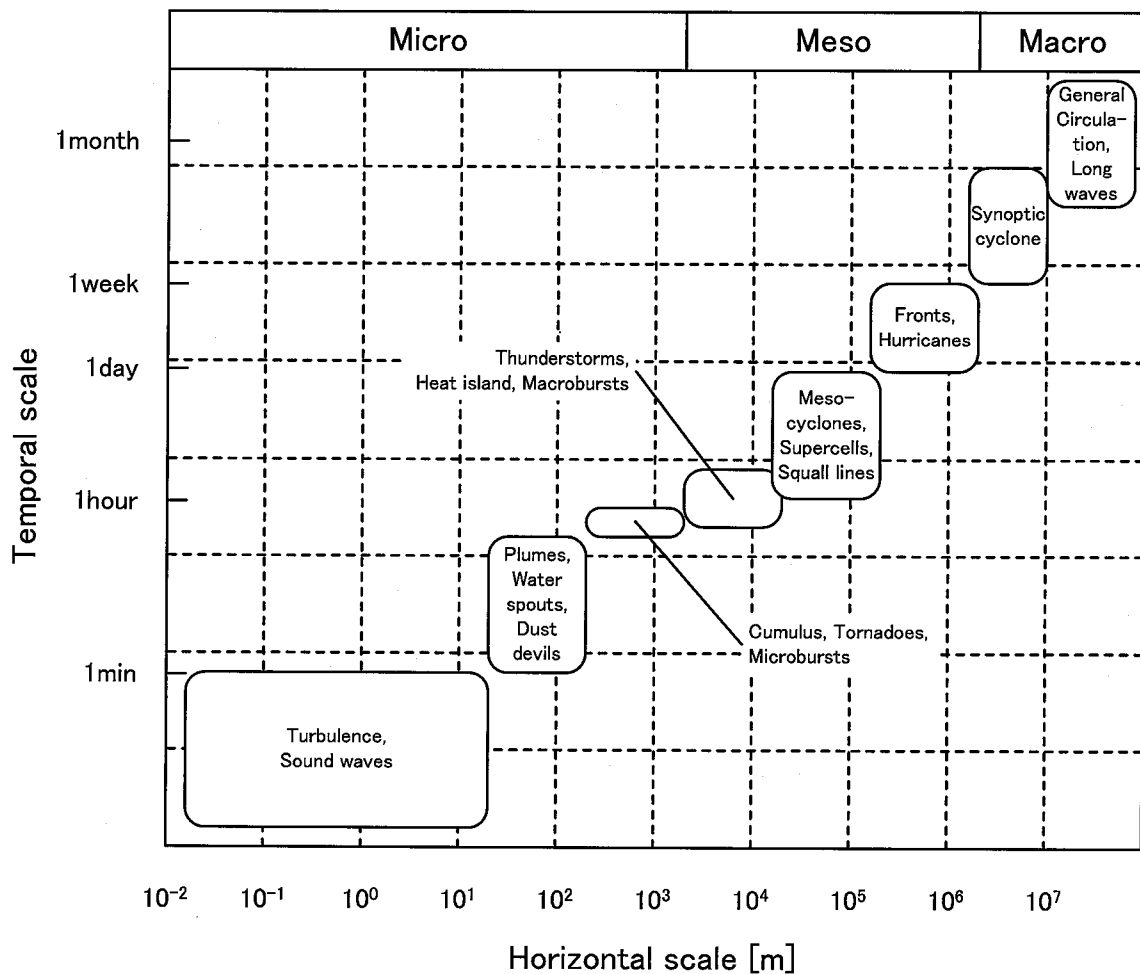 Micro
Meso
Macro
General
Circula-
tion,
Long
waves
1month
Synoptic
cyclone
1week
Fronts,
Hurricanes
Thunderstorms,
Heat island, Macrobursts
1day
Meso-
cyclones,
Supercells,
Squall lines
1hour
Plumes,
Water
spouts,
Dust
devils
Cumulus, Tornadoes,
Microbursts
1min
Turbulence,
Sound waves
Temporal scale
10⁻² 10⁻¹ 10⁰ 10¹ 10² 10³ 10⁴ 10⁵ 10⁶ 10⁷
Horizontal scale [m]